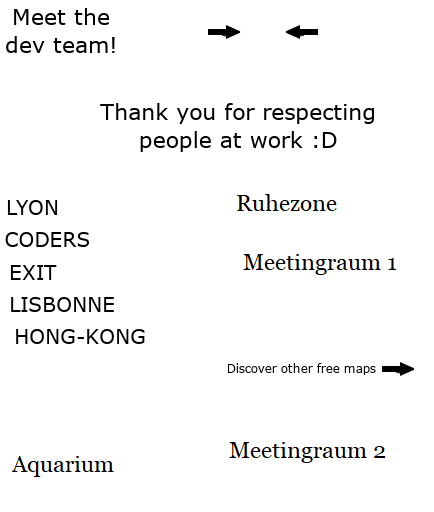 Meet the
dev team!
Thank you for respecting
people at work :D
LYON
Ruhezone
CODERS
Meetingraum 1
EXIT
LISBONNE
HONG-KONG
Discover other free maps
Meetingraum 2
Aquarium